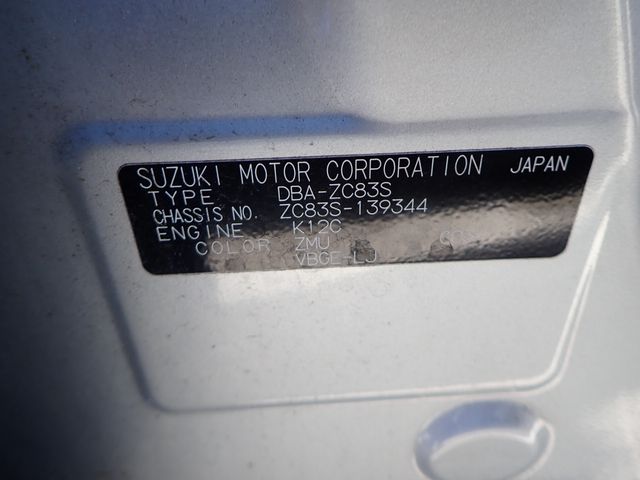 SUZUKI MOTOR CORPORATION JAPAN
TYPE DBA-ZC83S
CHASSIS NO. ZC83S-139344
ENGINE K12C
COLOR ZMU
VBGE-LJ